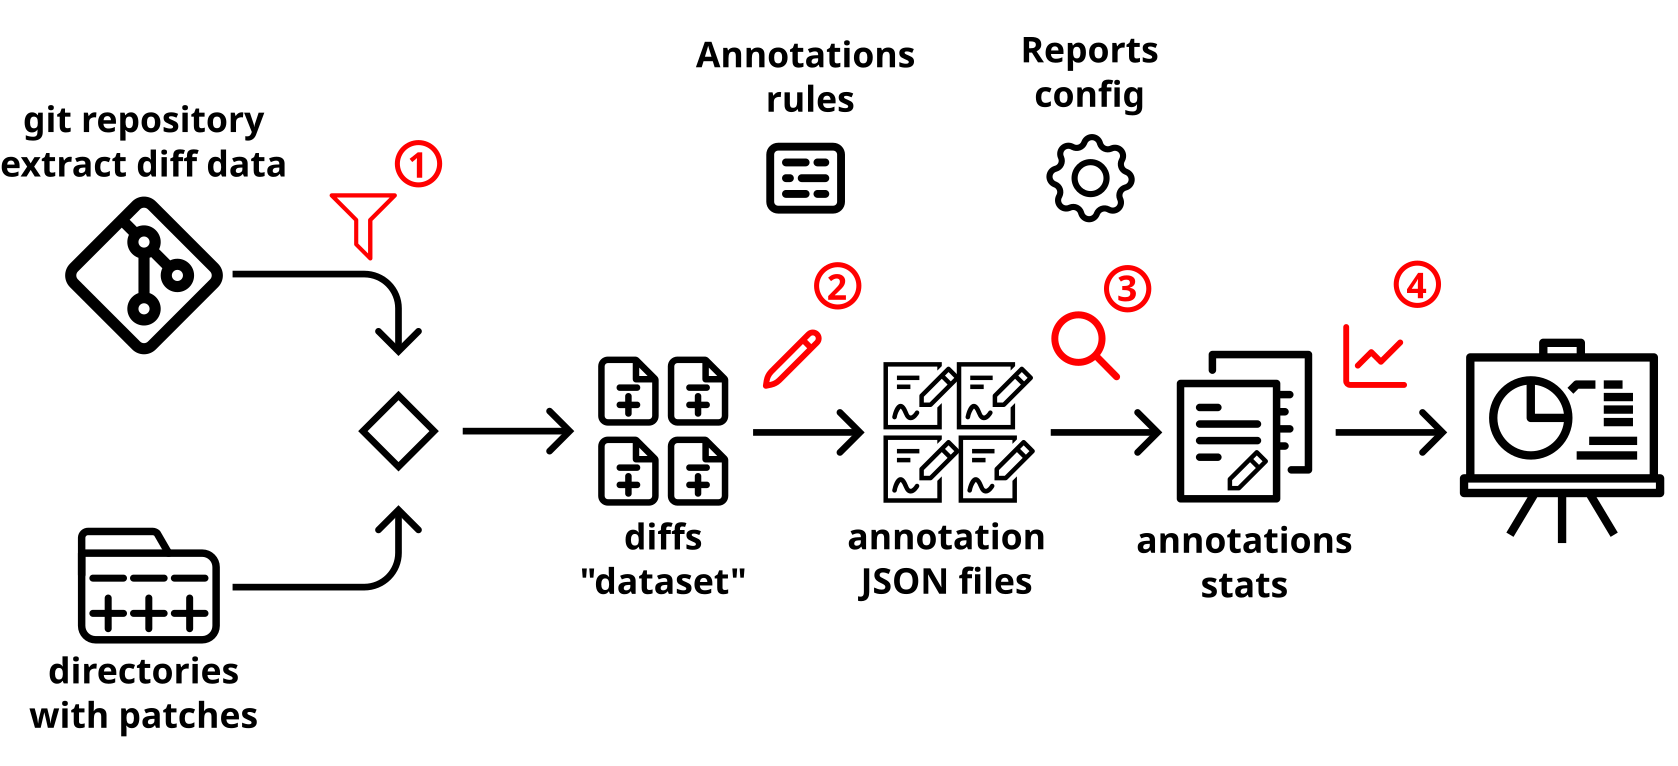 git repository
extract diff data
1
directories
with patches
diffs
"dataset"
Annotations
rules
2
annotation
JSON files
Reports
config
3
annotations
stats
4